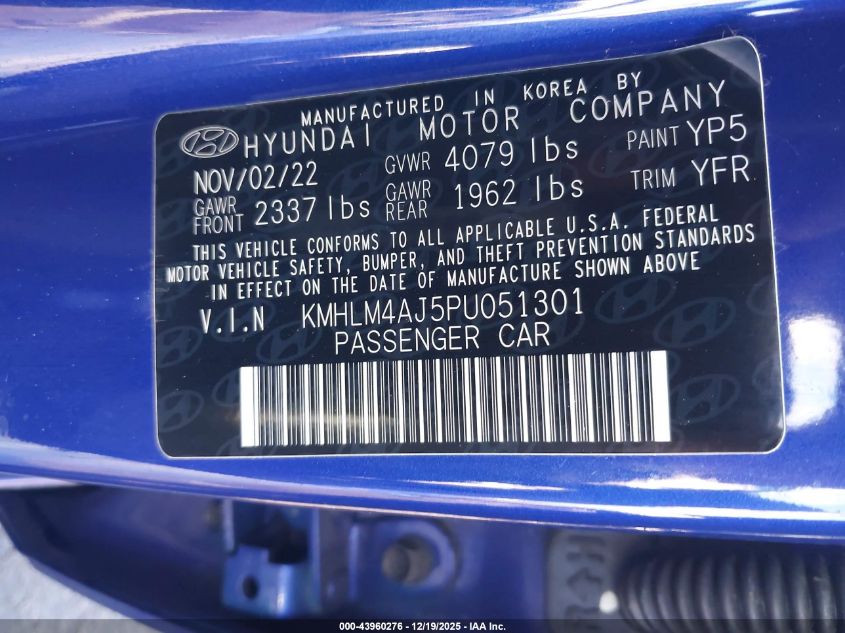 MANUFACTURED IN KOREA BY
HYUNDAI MOTOR COMPANY
NOV/02/22 GVWR 4079 lbs PAINT YP5
GAWR FRONT 2337 lbs GAWR REAR 1962 lbs TRIM YFR
THIS VEHICLE CONFORMS TO ALL APPLICABLE U.S.A. FEDERAL
MOTOR VEHICLE SAFETY, BUMPER, AND THEFT PREVENTION STANDARDS
IN EFFECT ON THE DATE OF MANUFACTURE SHOWN ABOVE
V.I.N KMHLM4AJ5PU051301
PASSENGER CAR
000-43960276 - 12/19/2025 - IAA Inc.